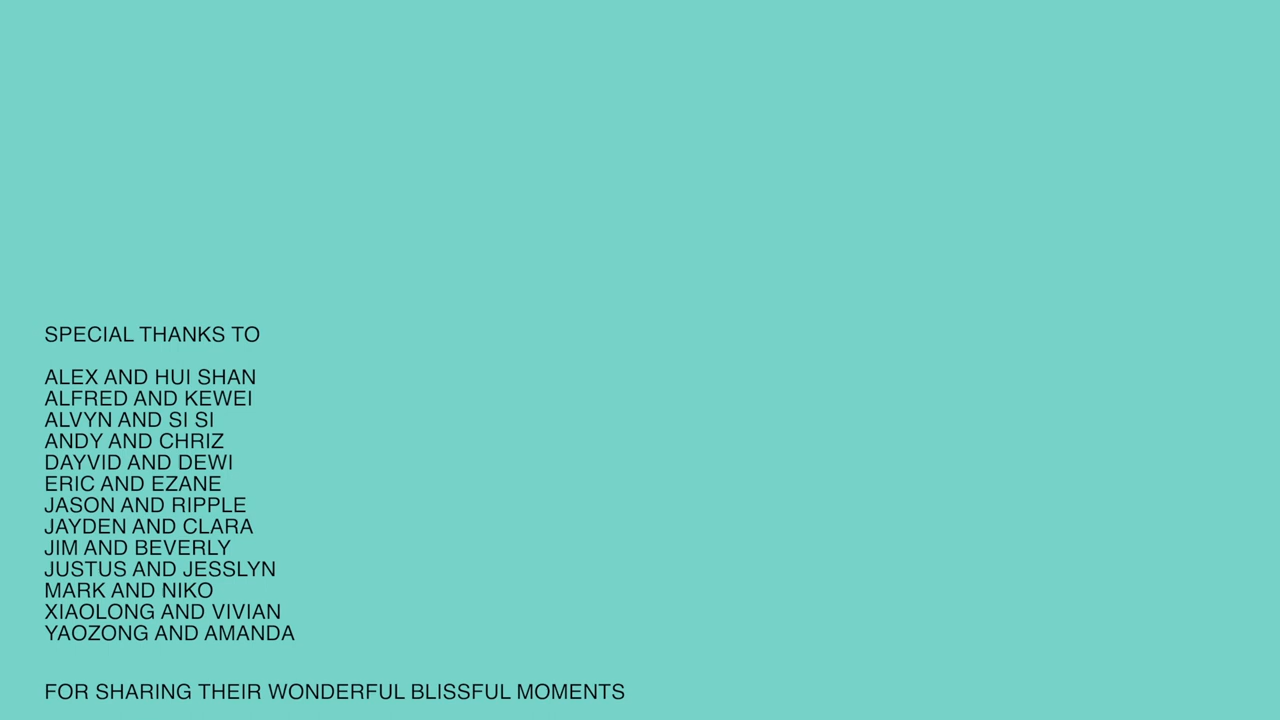 SPECIAL THANKS TO
ALEX AND HUI SHAN
ALFRED AND KEWEI
ALVYN AND SI SI
ANDY AND CHRIZ
DAYVID AND DEWI
ERIC AND EZANE
JASON AND RIPPLE
JAYDEN AND CLARA
JIM AND BEVERLY
JUSTUS AND JESSLYN
MARK AND NIKO
XIAOLONG AND VIVIAN
YAOZONG AND AMANDA
FOR SHARING THEIR WONDERFUL BLISSFUL MOMENTS